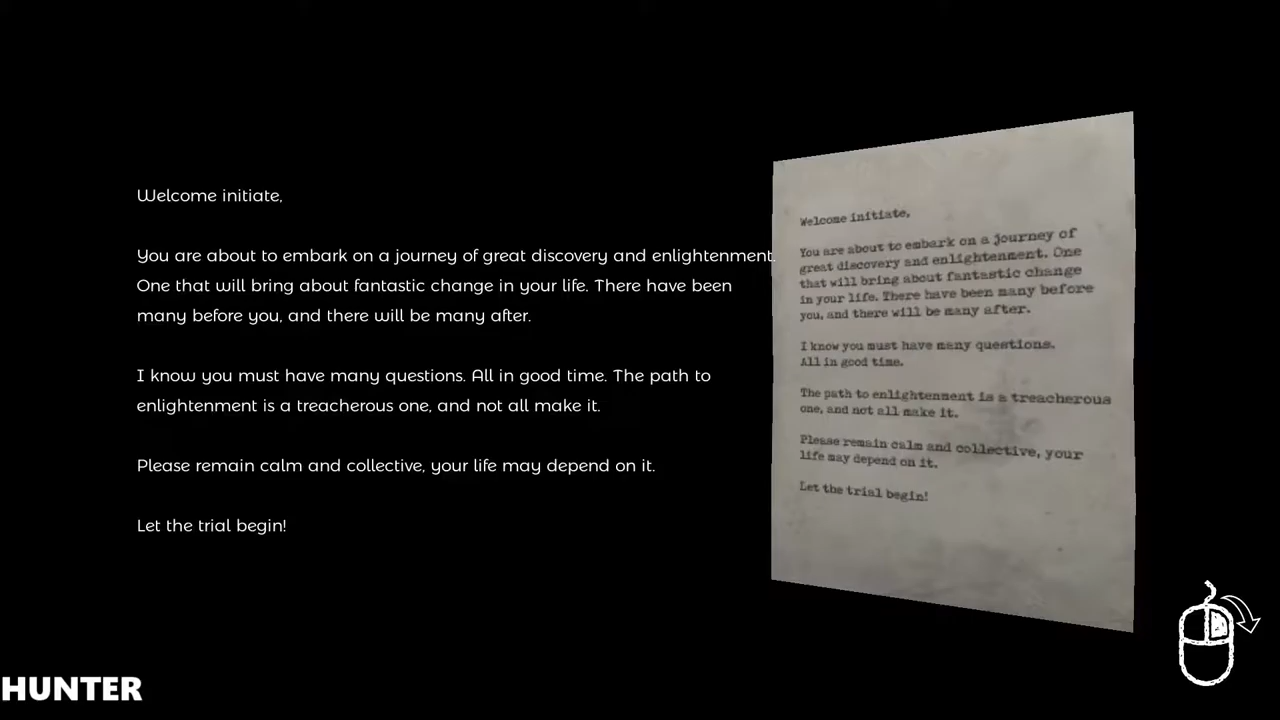 Welcome initiate,
You are about to embark on a journey of great discovery and enlightenment.
One that will bring about fantastic change in your life. There have been
many before you, and there will be many after.
I know you must have many questions. All in good time. The path to
enlightenment is a treacherous one, and not all make it.
Please remain calm and collective, your life may depend on it.
Let the trial begin!
Welcome initiate,
You are about to embark on a journey of
great discovery and enlightenment. One
that will bring about fantastic change
in your life. There have been many before
you, and there will be many after.
I know you must have many questions.
All in good time.
The path to enlightenment is a treacherous
one, and not all make it.
Please remain calm and collective, your
life may depend on it.
Let the trial begin!
HUNTER